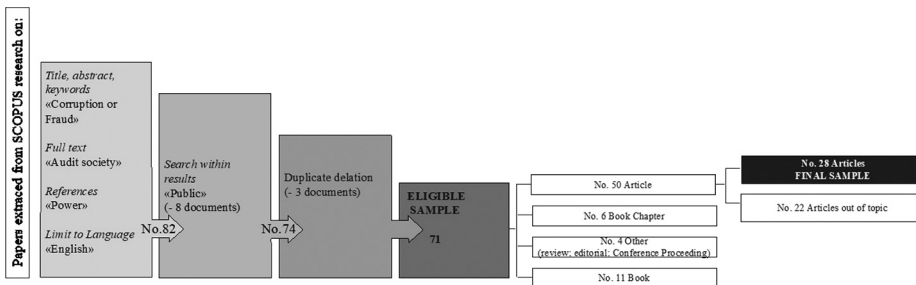 Papers extracted from SCOPUS research on:
Title, abstract,
keywords
«Corruption or
Fraud»
Full text
«Audit society»
References
«Power»
Limit to Language
«English»
No.82
Search within
results
«Public»
(- 8 documents)
No.74
Duplicate delation
(- 3 documents)
ELIGIBLE
SAMPLE
71
No. 50 Article
No. 6 Book Chapter
No. 4 Other
(review; editorial; Conference Proceeding)
No. 11 Book
No. 28 Articles
FINAL SAMPLE
No. 22 Articles out of topic